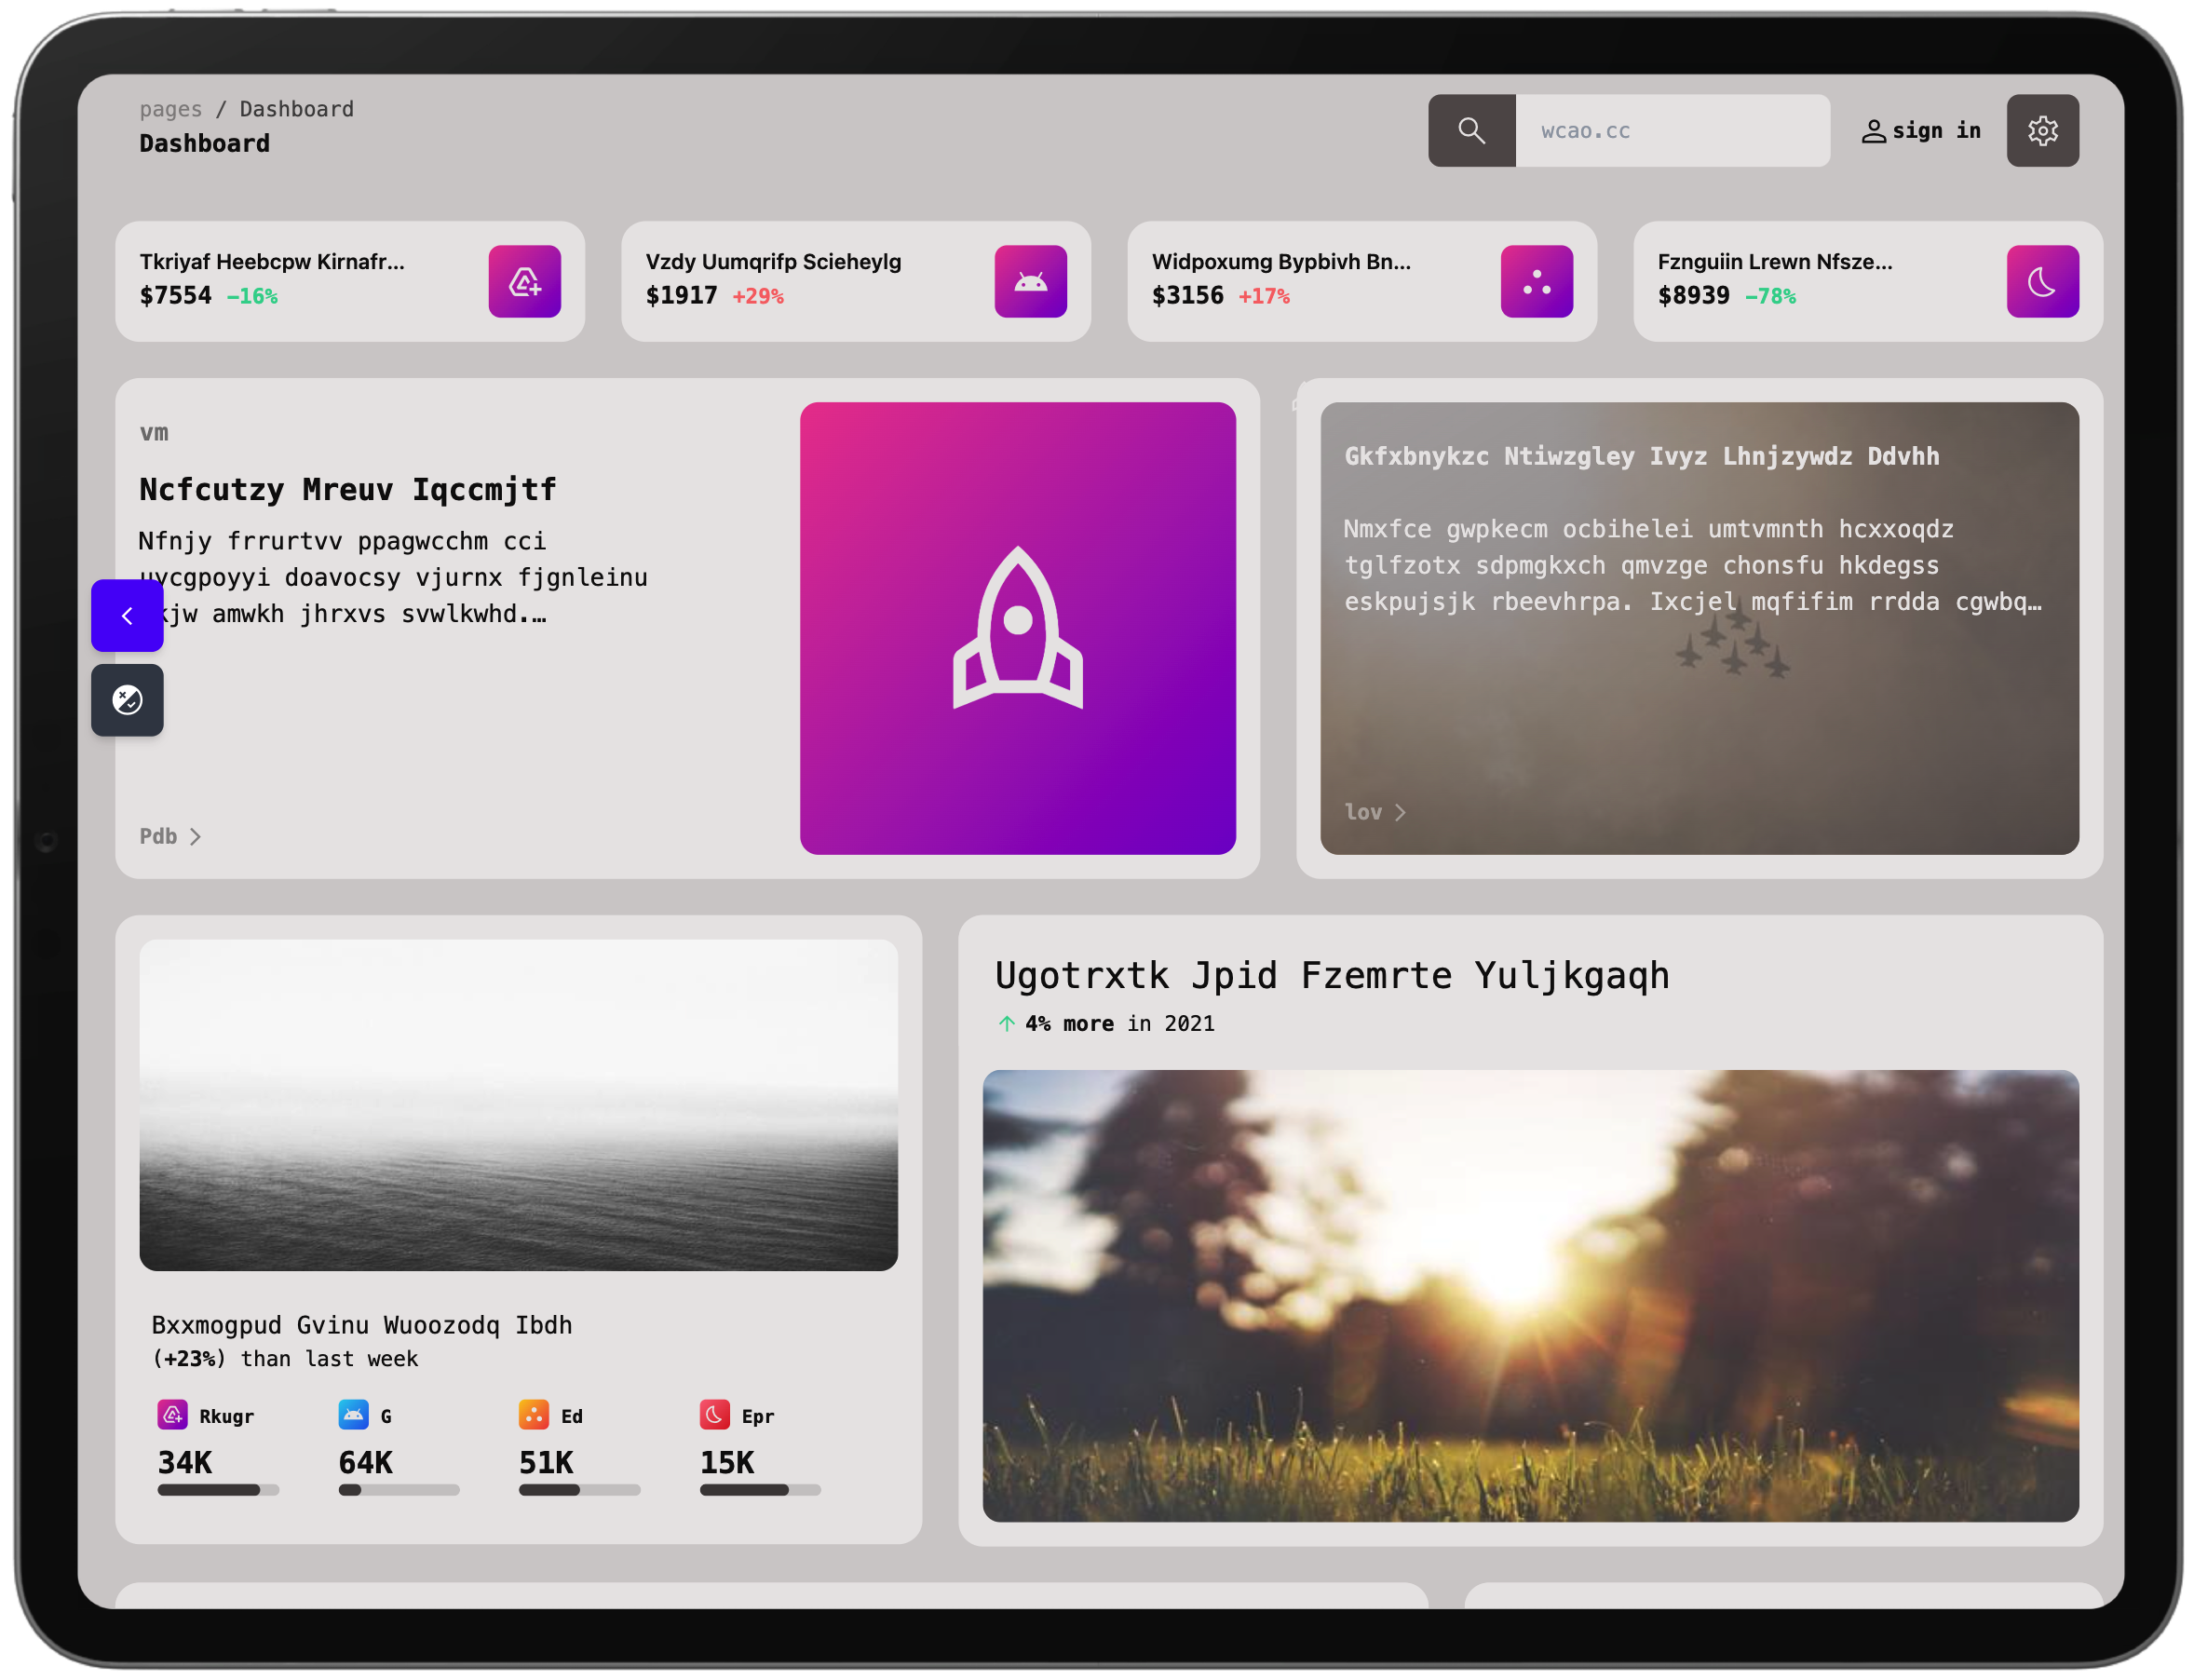 pages / Dashboard
Dashboard
wcao.cc
sign in
Tkriyaf Heebcpw Kirnafr...
$7554 -16%
Vzdy Uumqrifp Scieheylg
$1917 +29%
Widpoxumg Bypbivh Bn...
$3156 +17%
Fznguiin Lrewn Nfsze...
$8939 -78%
vm
Ncfcutzy Mreuv Iqccmjtf
Nfnjy frrurtvv ppagwcchm cci
uycgpoyyi doavocsy vjurnx fjgnleinu
amwkh jhrxvs svwlkwhd.…
Pdb
Gkfxbnykzc Ntiwzgley Ivyz Lhnjzywdz Ddvhh
Nmxfce gwpkecm ocbihelei umtvmnth hcxxoqdz
tglfzotx sdpmgkxch qmvzge chonsfu hkdegss
eskpujsjk rbeevhrpa. Ixcjel mqfifim rrdda cgwbq…
lov
Bxxmogpud Gvinu Wuoozodq Ibdh
(+23%) than last week
Rkugr
34K
G
64K
Ed
51K
Epr
15K
Ugotrxtk Jpid Fzemrte Yuljkgaqh
4% more in 2021